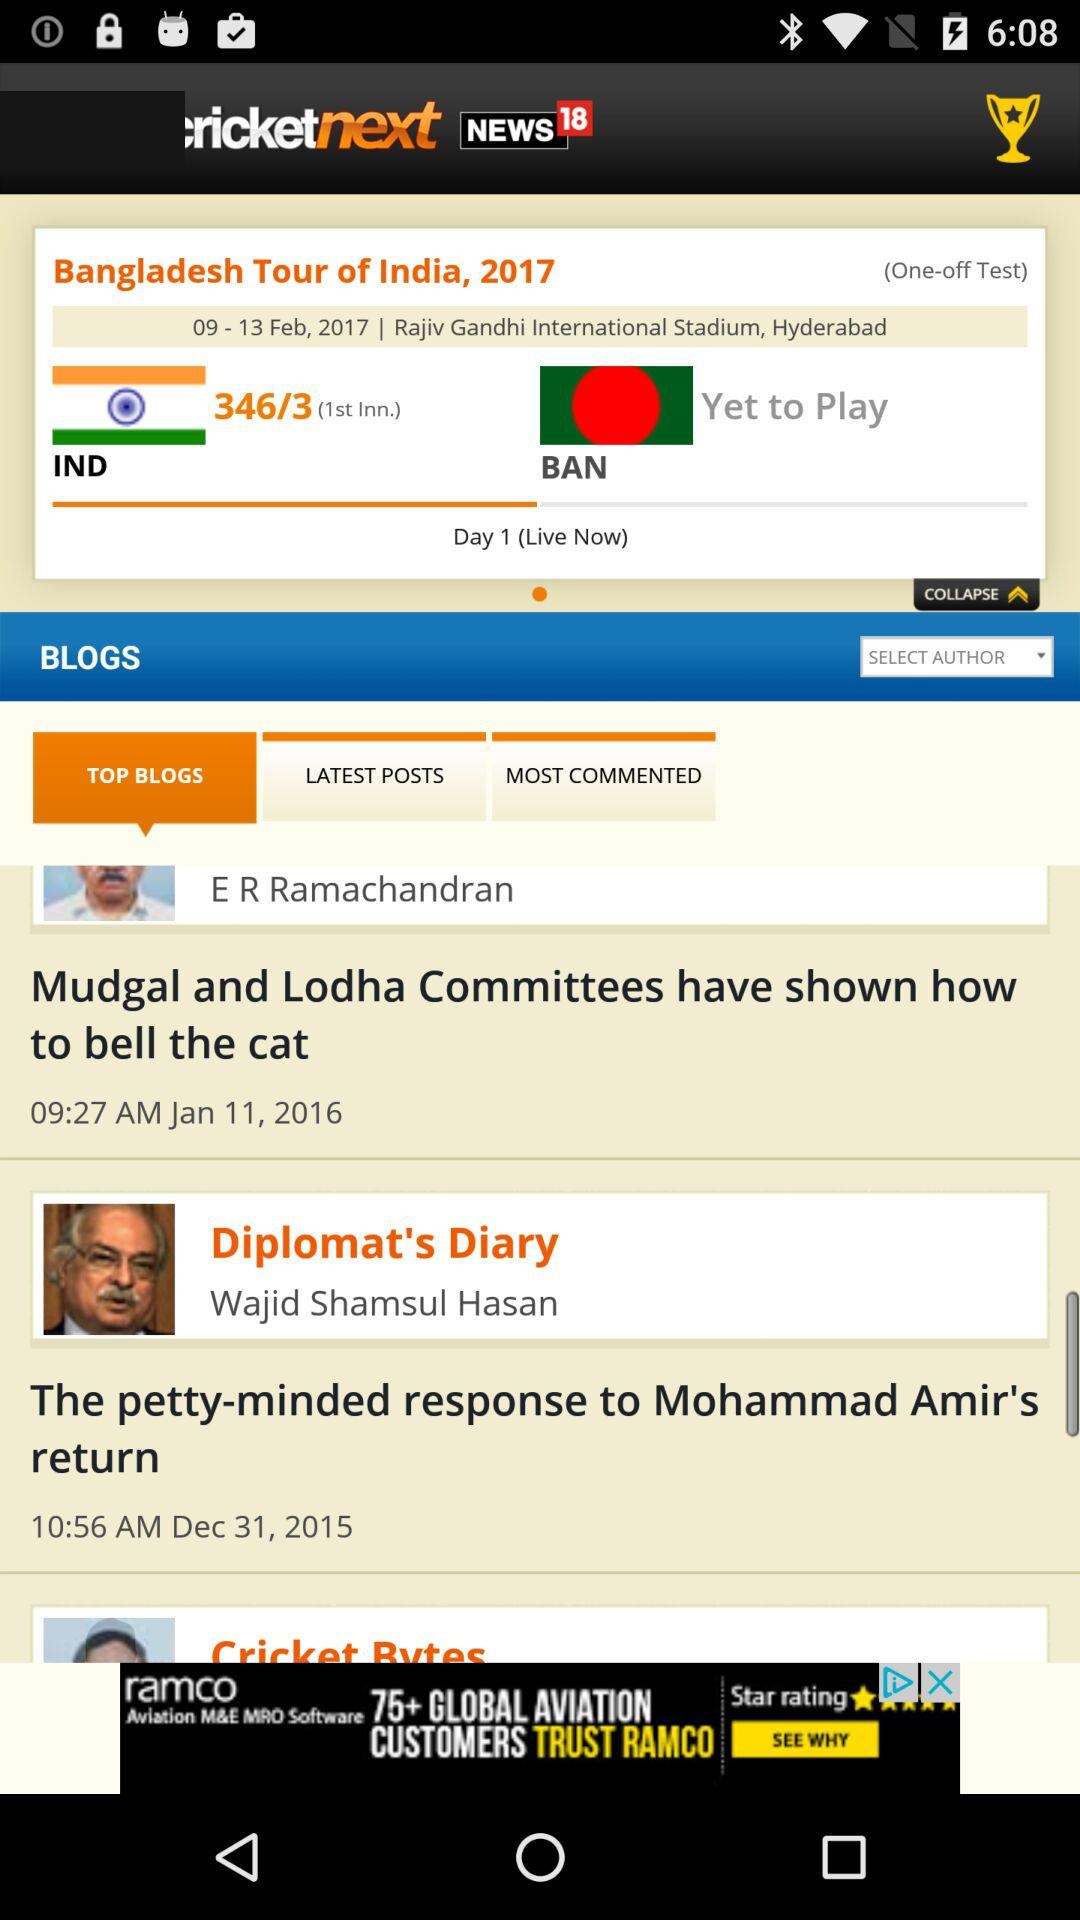 6:08
cricketnext NEWS 18
Bangladesh Tour of India, 2017 (One-off Test)
09 - 13 Feb, 2017 | Rajiv Gandhi International Stadium, Hyderabad
346/3 (1st Inn.) Yet to Play
IND BAN
Day 1 (Live Now)
COLLAPSE
BLOGS SELECT AUTHOR
TOP BLOGS LATEST POSTS MOST COMMENTED
E R Ramachandran
Mudgal and Lodha Committees have shown how
to bell the cat
09:27 AM Jan 11, 2016
Diplomat's Diary
Wajid Shamsul Hasan
The petty-minded response to Mohammad Amir's
return
10:56 AM Dec 31, 2015
Cricket Bytes
ramco
Aviation M&E MRO Software
75+ GLOBAL AVIATION
CUSTOMERS TRUST RAMCO
Star rating
SEE WHY